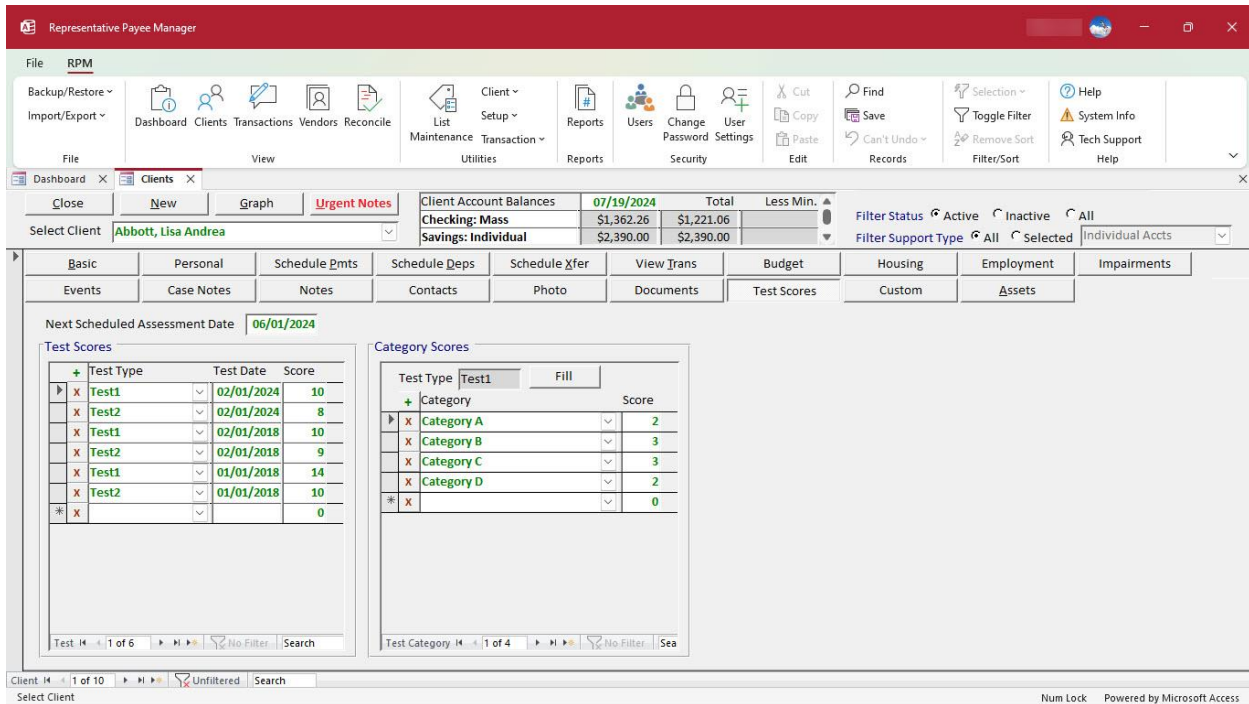 Representative Payee Manager
File RPM
Backup/Restore
Import/Export
Dashboard Clients Transactions Vendors Reconcile
List Maintenance
Client
Setup
Transaction
Reports
Users Change Password User Settings
Cut
Copy
Paste
Find
Save
Can't Undo
Selection
Toggle Filter
Remove Sort
Help
System Info
Tech Support
File View Utilities Reports Security Edit Records Filter/Sort Help
Dashboard X Clients X
Close New Graph Urgent Notes
Select Client Abbott, Lisa Andrea
Client Account Balances 07/19/2024 Total Less Min.
Checking: Mass $1,362.26 $1,221.06
Savings: Individual $2,390.00 $2,390.00
Filter Status Active Inactive All
Filter Support Type All Selected Individual Accts
Basic Personal Schedule Pmts Schedule Deps Schedule Xfer View Trans Budget Housing Employment Impairments
Events Case Notes Notes Contacts Photo Documents Test Scores Custom Assets
Next Scheduled Assessment Date 06/01/2024
Test Scores
+ Test Type Test Date Score
x Test1 02/01/2024 10
x Test2 02/01/2024 8
x Test1 02/01/2018 10
x Test2 02/01/2018 9
x Test1 01/01/2018 14
x Test2 01/01/2018 10
* x 0
Test 1 of 6 No Filter Search
Category Scores
Test Type Test1 Fill
+ Category Score
x Category A 2
x Category B 3
x Category C 3
x Category D 2
* x 0
Test Category 1 of 4 No Filter Sea
Client 1 of 10 Unfiltered Search
Select Client Num Lock Powered by Microsoft Access